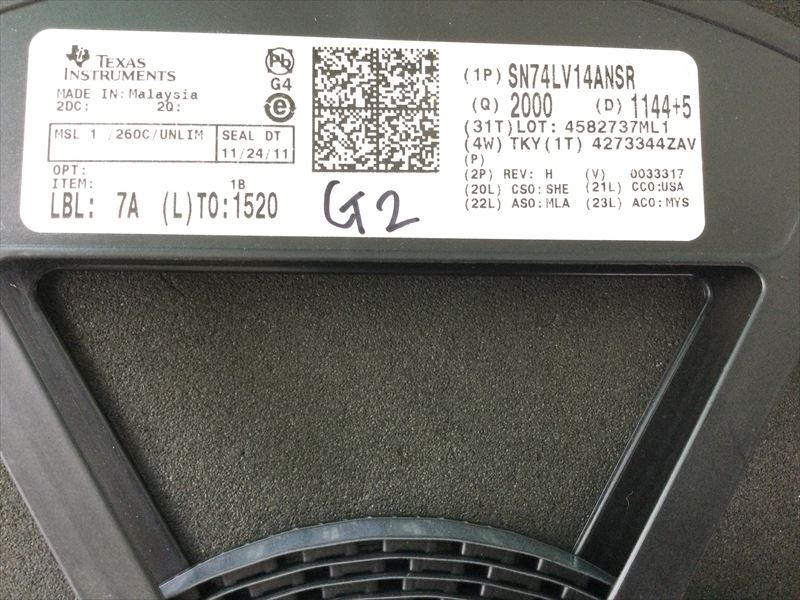 TEXAS
INSTRUMENTS
MADE IN: Malaysia
2DC: 2Q:
MSL 1 /260C/UNLIM
SEAL DT
11/24/11
OPT:
ITEM: 1B
LBL: 7A (L)TO:1520
Pb
G4
e
G2
(1P) SN74LV14ANSR
(Q) 2000 (D) 1144+5
(31T)LOT: 4582737ML1
(4W) TKY(1T) 4273344ZAV
(P)
(2P) REV: H (V) 0033317
(20L) CSO:SHE (21L) CCO:USA
(22L) ASO:MLA (23L) ACO:MYS